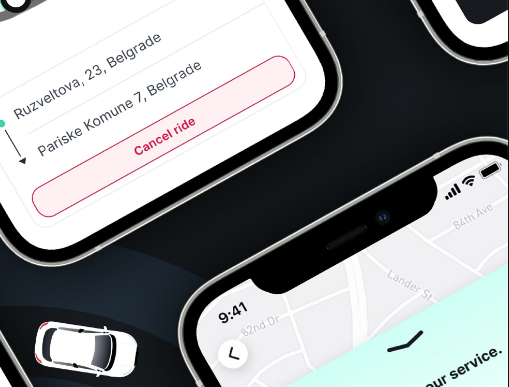 Ruzveltova, 23, Belgrade
Pariske Komune 7, Belgrade
Cancel ride
9:41
84th Ave
82nd Dr
Lander St
our service.